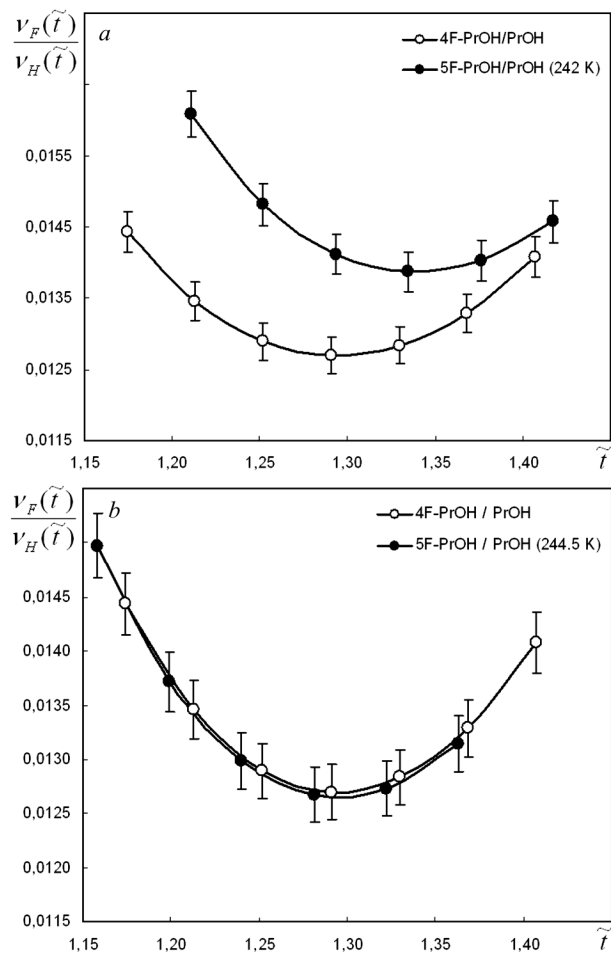 ν_F(t̃)
ν_H(t̃)
a
4F-PrOH/PrOH
5F-PrOH/PrOH (242 K)
0,0155
0,0145
0,0135
0,0125
0,0115
1,15 1,20 1,25 1,30 1,35 1,40 t̃
ν_F(t̃)
ν_H(t̃)
b
4F-PrOH / PrOH
5F-PrOH / PrOH (244.5 K)
0,0145
0,0140
0,0135
0,0130
0,0125
0,0120
0,0115
1,15 1,20 1,25 1,30 1,35 1,40 t̃